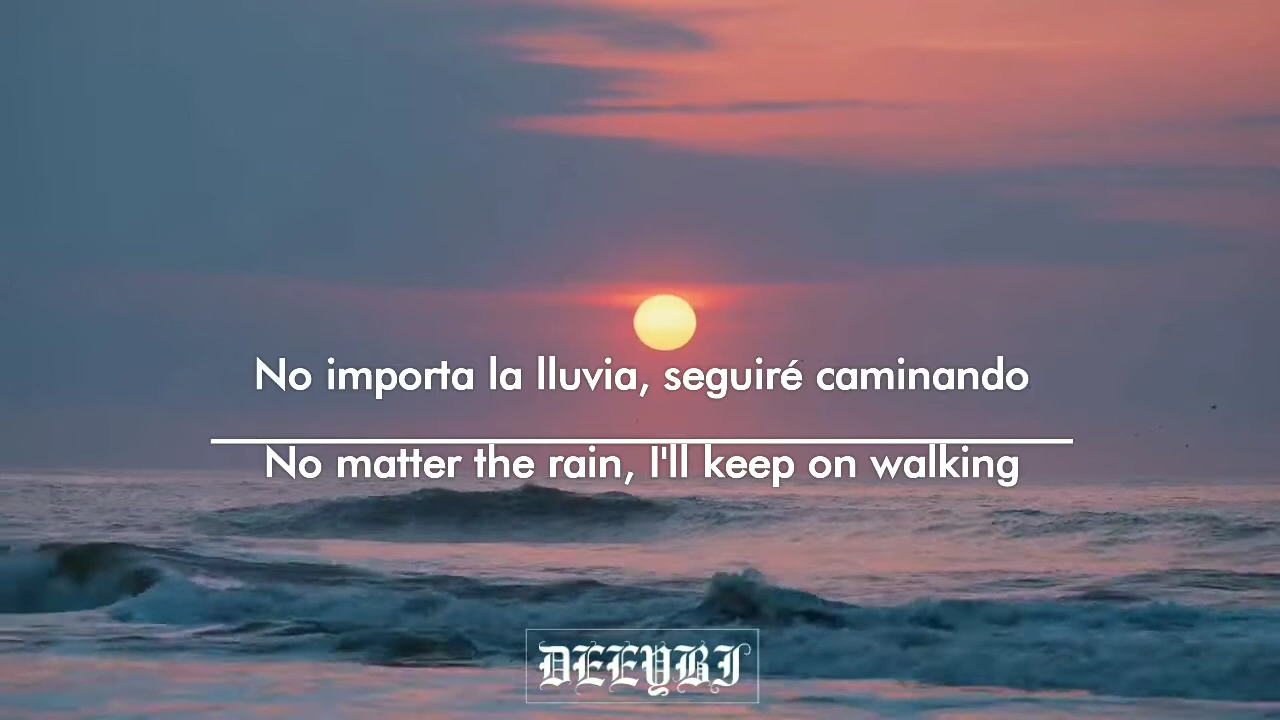 No importa la lluvia, seguiré caminando
No matter the rain, I'll keep on walking
DEEYBI